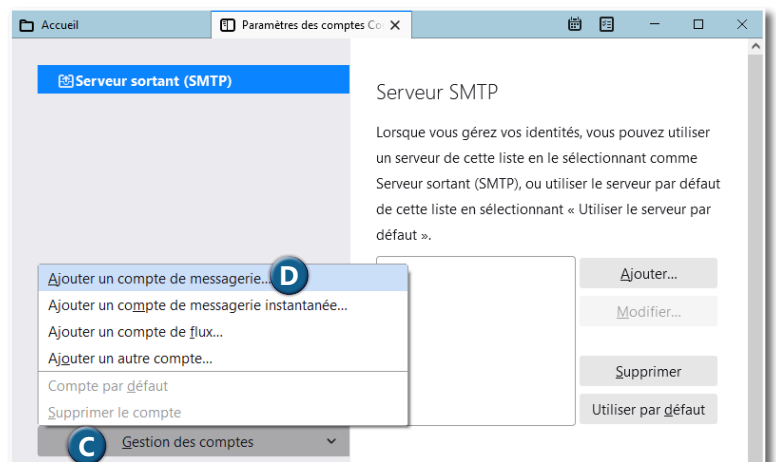 Accueil
Paramètres des comptes Co
Serveur sortant (SMTP)
Serveur SMTP
Lorsque vous gérez vos identités, vous pouvez utiliser
un serveur de cette liste en le sélectionnant comme
Serveur sortant (SMTP), ou utiliser le serveur par défaut
de cette liste en sélectionnant « Utiliser le serveur par
défaut ».
Ajouter un compte de messagerie...
D
Ajouter un compte de messagerie instantanée...
Ajouter un compte de flux...
Ajouter un autre compte...
Compte par défaut
Supprimer le compte
C
Gestion des comptes
Ajouter...
Modifier...
Supprimer
Utiliser par défaut